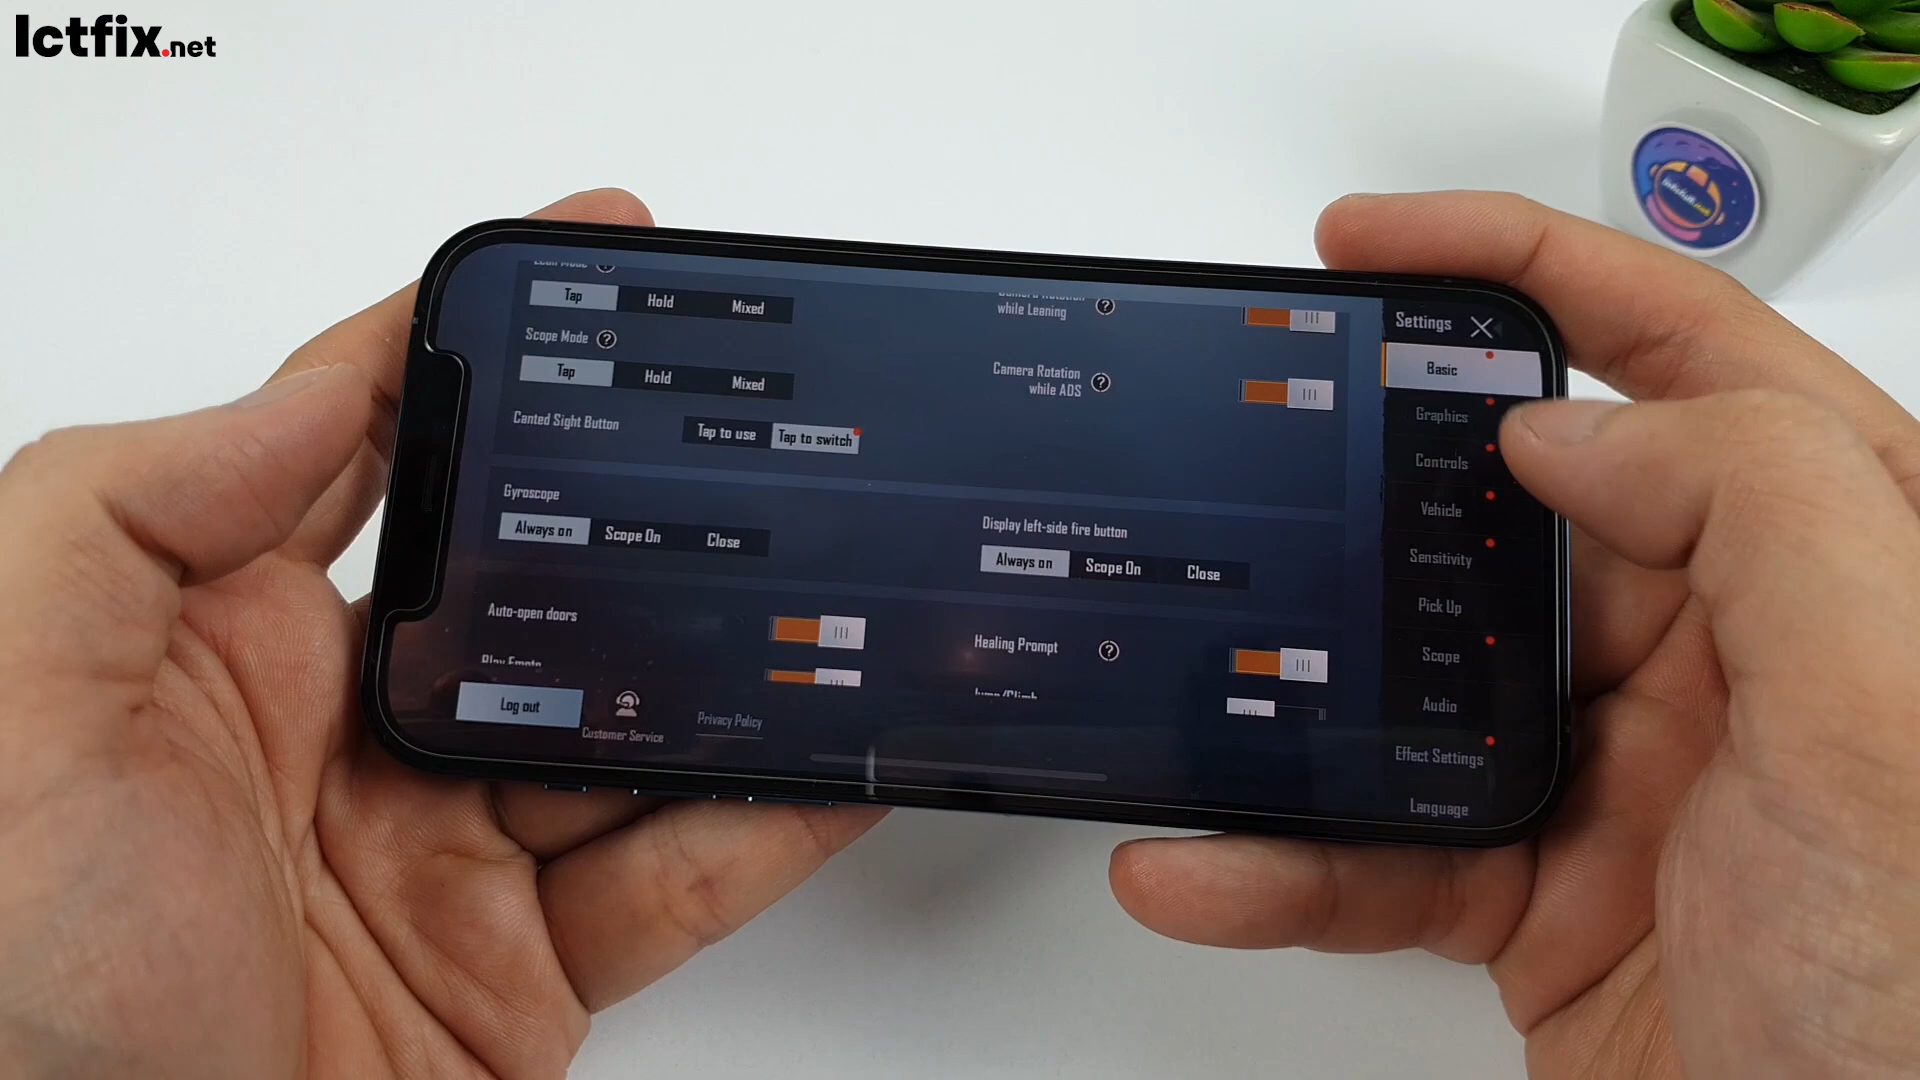 Ictfix.net
Tap Hold Mixed
while Leaning
Settings
Scope Mode
Tap Hold Mixed
Camera Rotation
while ADS
Basic
Canted Sight Button Tap to use Tap to switch
Graphics
Controls
Gyroscope
Always on Scope On Close
Display left-side fire button
Always on Scope On Close
Vehicle
Sensitivity
Auto-open doors
Healing Prompt
Pick Up
Scope
Log out
Customer Service
Privacy Policy
Audio
Effect Settings
Language